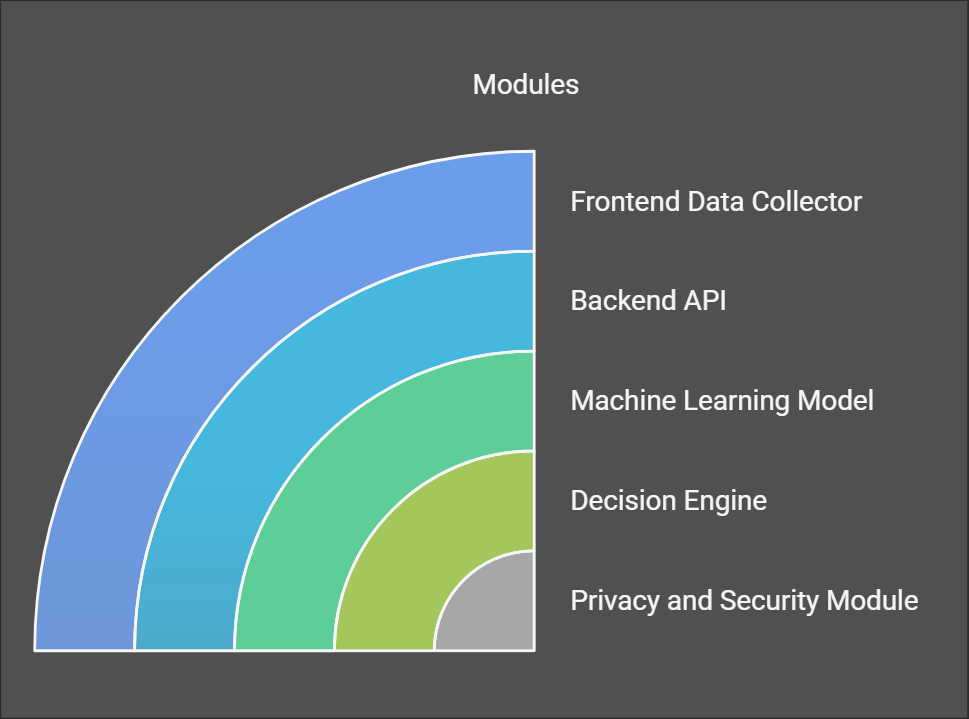 Modules
Frontend Data Collector
Backend API
Machine Learning Model
Decision Engine
Privacy and Security Module